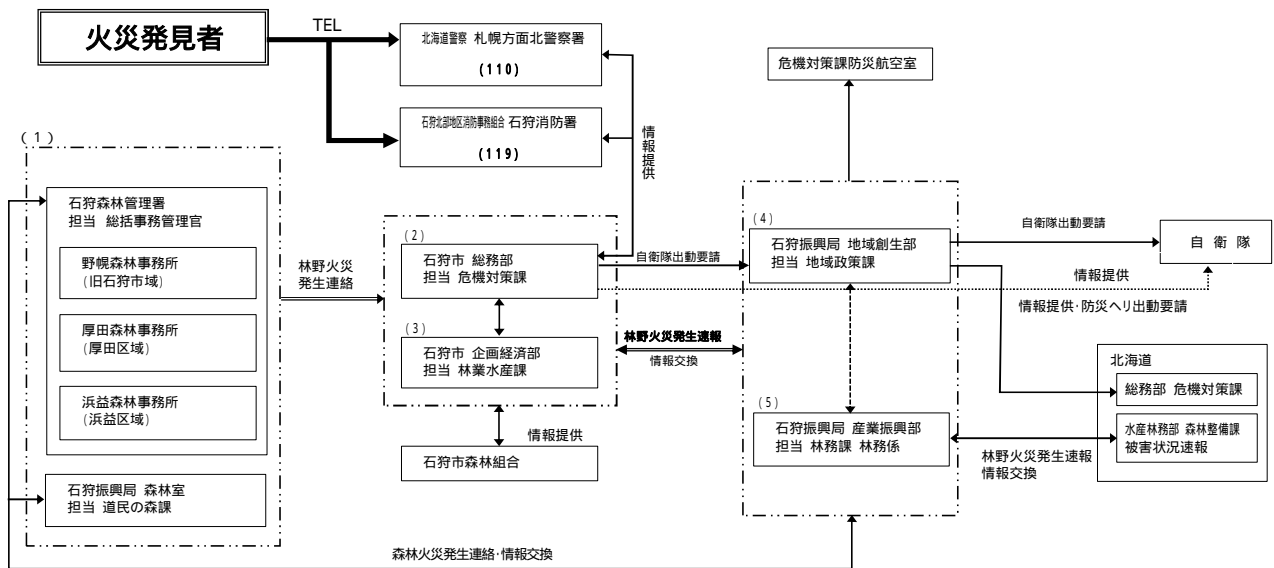 火災発見者
TEL
北海道警察 札幌方面北警察署
(110)
石狩北部地区消防事務組合 石狩消防署
(119)
情報提供
危機対策課防災航空室
(1)
石狩森林管理署
担当 総括事務管理官
野幌森林事務所
(旧石狩市域)
厚田森林事務所
(厚田区域)
浜益森林事務所
(浜益区域)
石狩振興局 森林室
担当 道民の森課
林野火災
発生連絡
(2)
石狩市 総務部
担当 危機対策課
(3)
石狩市 企画経済部
担当 林業水産課
情報提供
石狩市森林組合
自衛隊出動要請
林野火災発生速報
情報交換
(4)
石狩振興局 地域創生部
担当 地域政策課
(5)
石狩振興局 産業振興部
担当 林務課 林務係
自衛隊出動要請
自 衛 隊
情報提供
情報提供・防災ヘリ出動要請
北海道
総務部 危機対策課
水産林務部 森林整備課
被害状況速報
林野火災発生速報
情報交換
森林火災発生連絡・情報交換